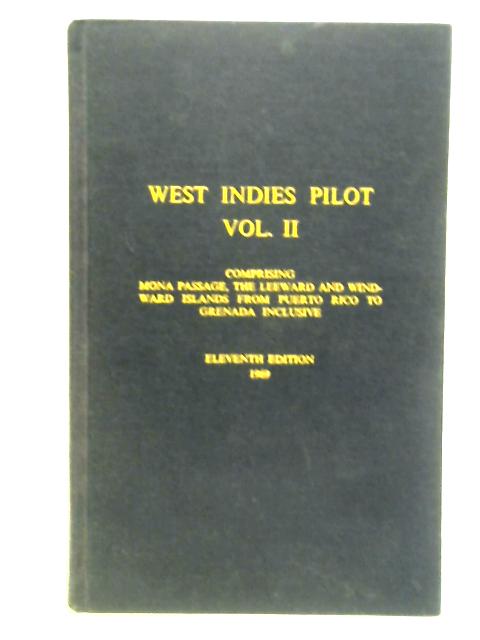 WEST INDIES PILOT
VOL. II
COMPRISING
MONA PASSAGE, THE LEEWARD AND WIND-
WARD ISLANDS FROM PUERTO RICO TO
GRENADA INCLUSIVE
ELEVENTH EDITION
1969